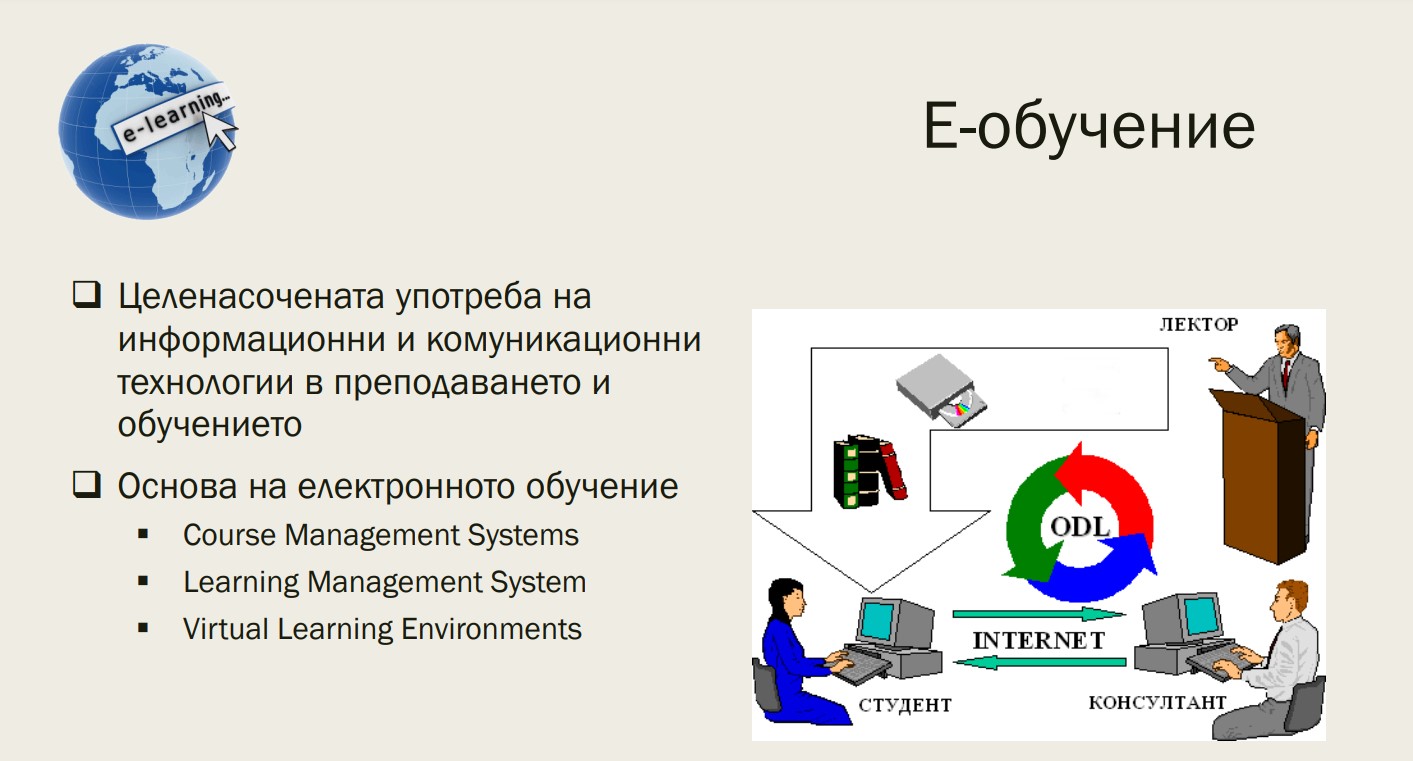 e-learning...
Е-обучение
Целенасочената употреба на
информационни и комуникационни
технологии в преподаването и
обучението
Основа на електронното обучение
Course Management Systems
Learning Management System
Virtual Learning Environments
ЛЕКТОР
ODL
INTERNET
СТУДЕНТ
КОНСУЛТАНТ